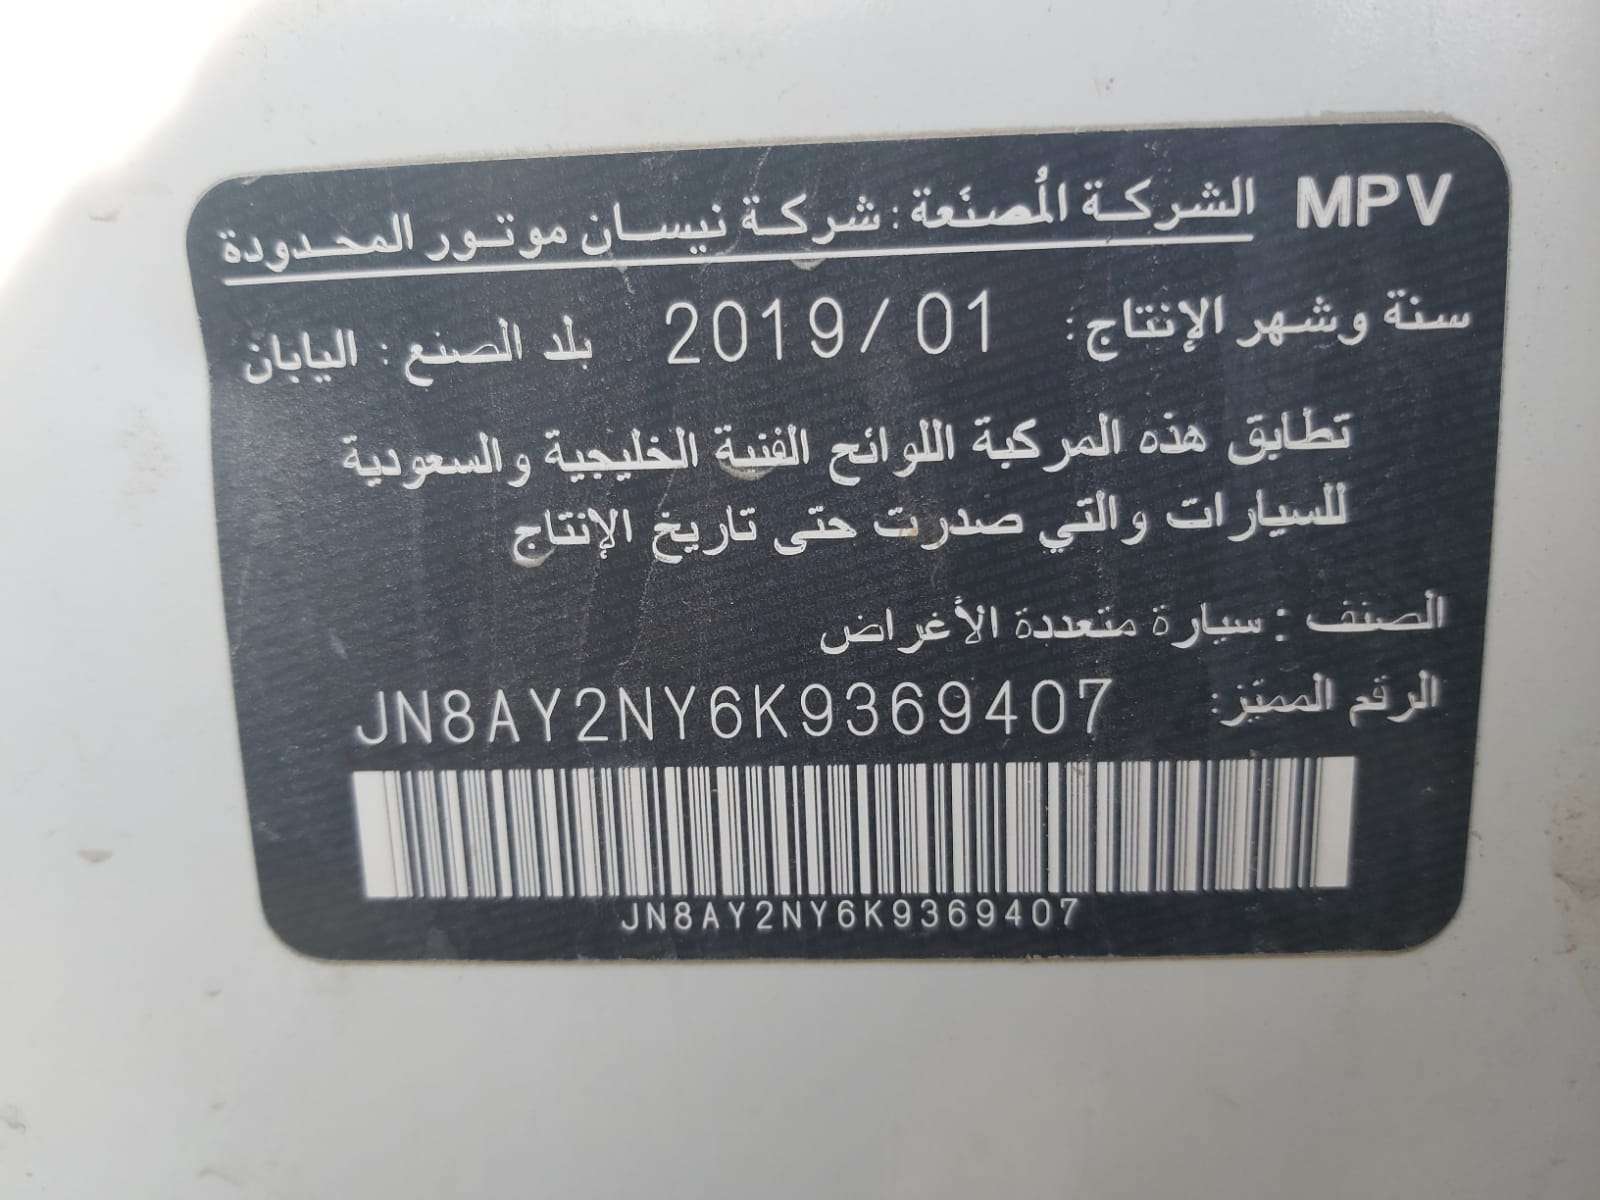 MPV الشركة المُصنَعة : شركة نيسان موتور المحدودة
سنة وشهر الإنتاج : 2019/01 بلد الصنع : اليابان
تطابق هذه المركبة اللوائح الفنية الخليجية والسعودية
للسيارات والتي صدرت حتى تاريخ الإنتاج
الصنف : سيارة متعددة الأغراض
الرقم المميّز: JN8AY2NY6K9369407
JN8AY2NY6K9369407